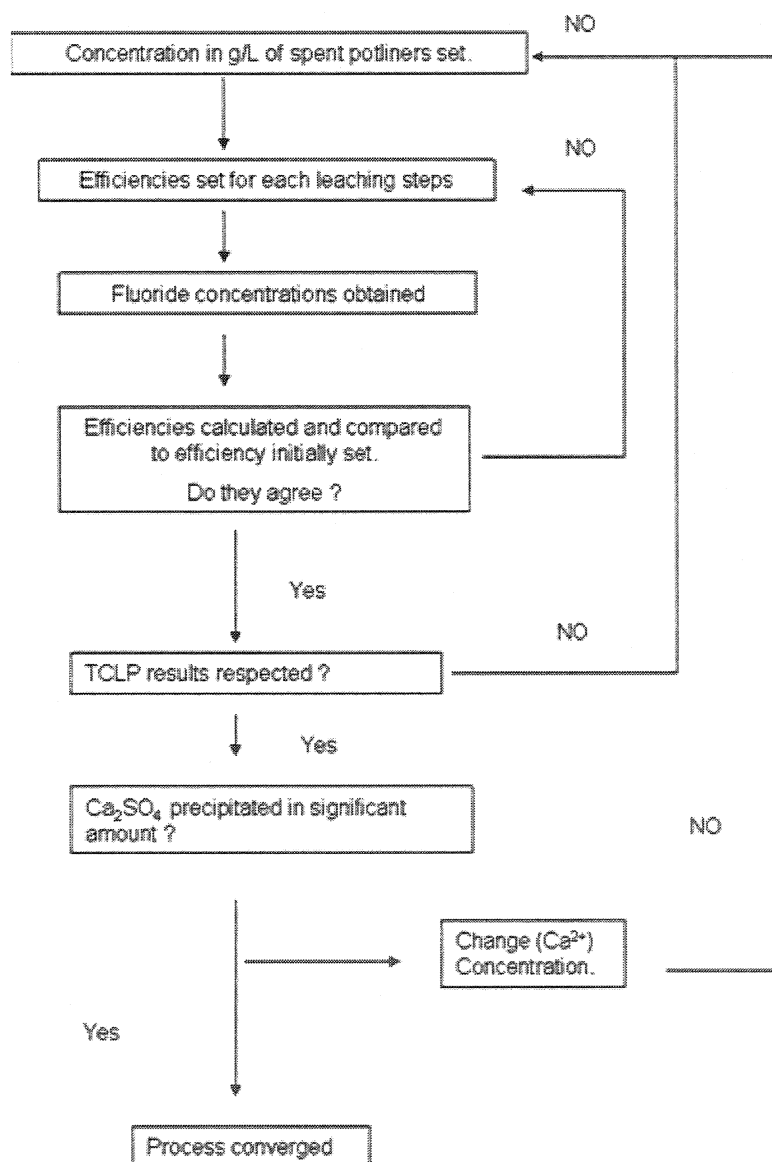 NO
Concentration in g/L of spent potliners set.
NO
Efficiencies set for each leaching steps
Fluoride concentrations obtained
Efficiencies calculated and compared
to efficiency initially set.
Do they agree ?
Yes
NO
TCLP results respected ?
Yes
Ca₂SO₄ precipitated in significant
amount ?
NO
Change (Ca²⁺)
Concentration.
Yes
Process converged